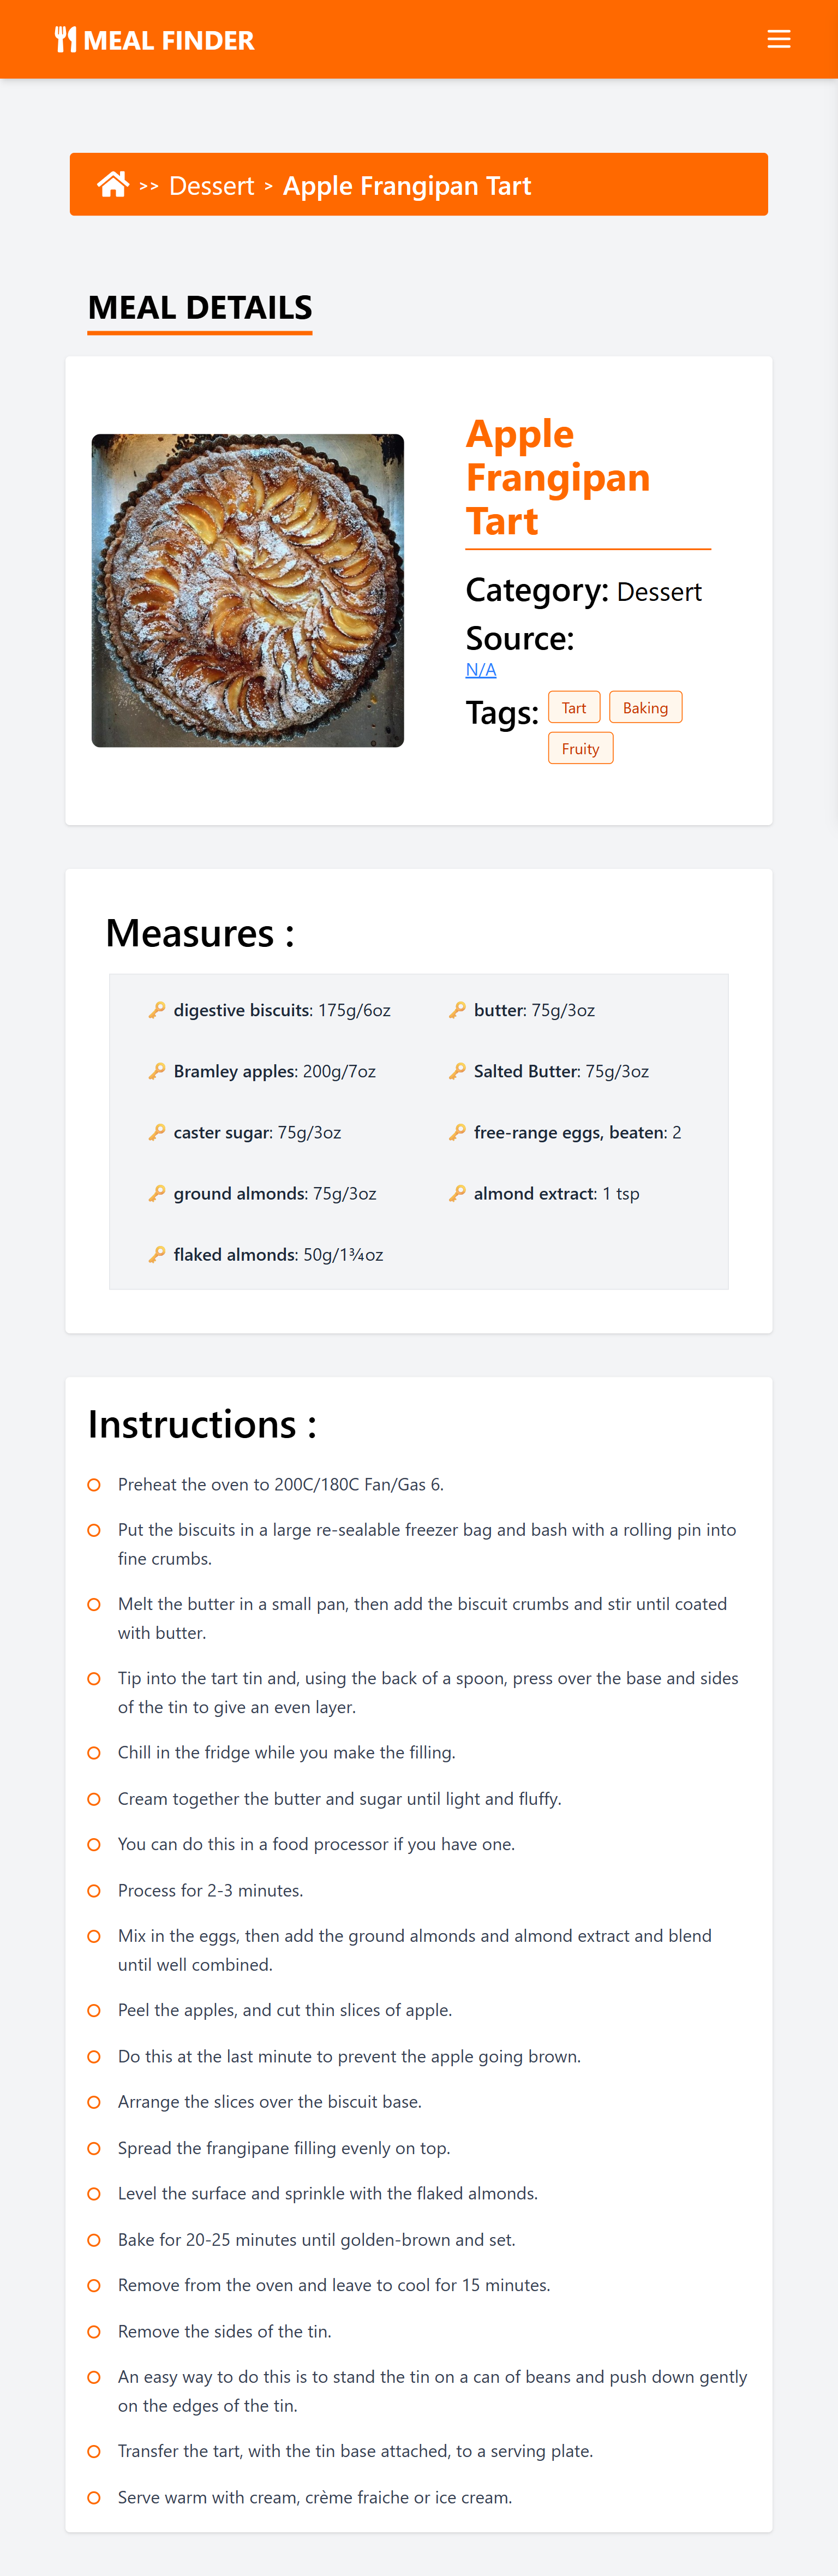 MEAL FINDER
>> Dessert > Apple Frangipan Tart
MEAL DETAILS
Apple
Frangipan
Tart
Category: Dessert
Source:
N/A
Tags: Tart Baking
Fruity
Measures :
digestive biscuits: 175g/6oz
butter: 75g/3oz
Bramley apples: 200g/7oz
Salted Butter: 75g/3oz
caster sugar: 75g/3oz
free-range eggs, beaten: 2
ground almonds: 75g/3oz
almond extract: 1 tsp
flaked almonds: 50g/1¾oz
Instructions :
Preheat the oven to 200C/180C Fan/Gas 6.
Put the biscuits in a large re-sealable freezer bag and bash with a rolling pin into
fine crumbs.
Melt the butter in a small pan, then add the biscuit crumbs and stir until coated
with butter.
Tip into the tart tin and, using the back of a spoon, press over the base and sides
of the tin to give an even layer.
Chill in the fridge while you make the filling.
Cream together the butter and sugar until light and fluffy.
You can do this in a food processor if you have one.
Process for 2-3 minutes.
Mix in the eggs, then add the ground almonds and almond extract and blend
until well combined.
Peel the apples, and cut thin slices of apple.
Do this at the last minute to prevent the apple going brown.
Arrange the slices over the biscuit base.
Spread the frangipane filling evenly on top.
Level the surface and sprinkle with the flaked almonds.
Bake for 20-25 minutes until golden-brown and set.
Remove from the oven and leave to cool for 15 minutes.
Remove the sides of the tin.
An easy way to do this is to stand the tin on a can of beans and push down gently
on the edges of the tin.
Transfer the tart, with the tin base attached, to a serving plate.
Serve warm with cream, crème fraiche or ice cream.